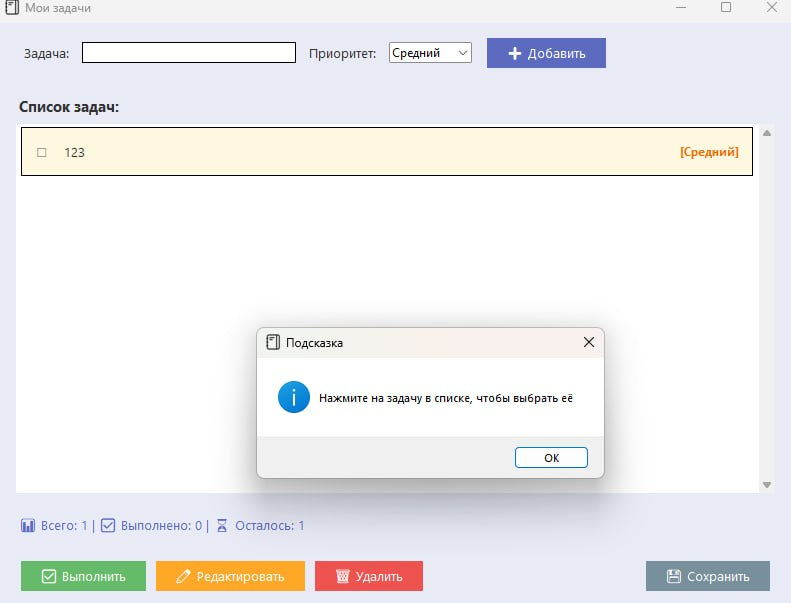 Мои задачи
Задача: Приоритет: Средний Добавить
Список задач:
123 [Средний]
Подсказка
Нажмите на задачу в списке, чтобы выбрать её
ОК
Всего: 1 | Выполнено: 0 | Осталось: 1
Выполнить Редактировать Удалить Сохранить